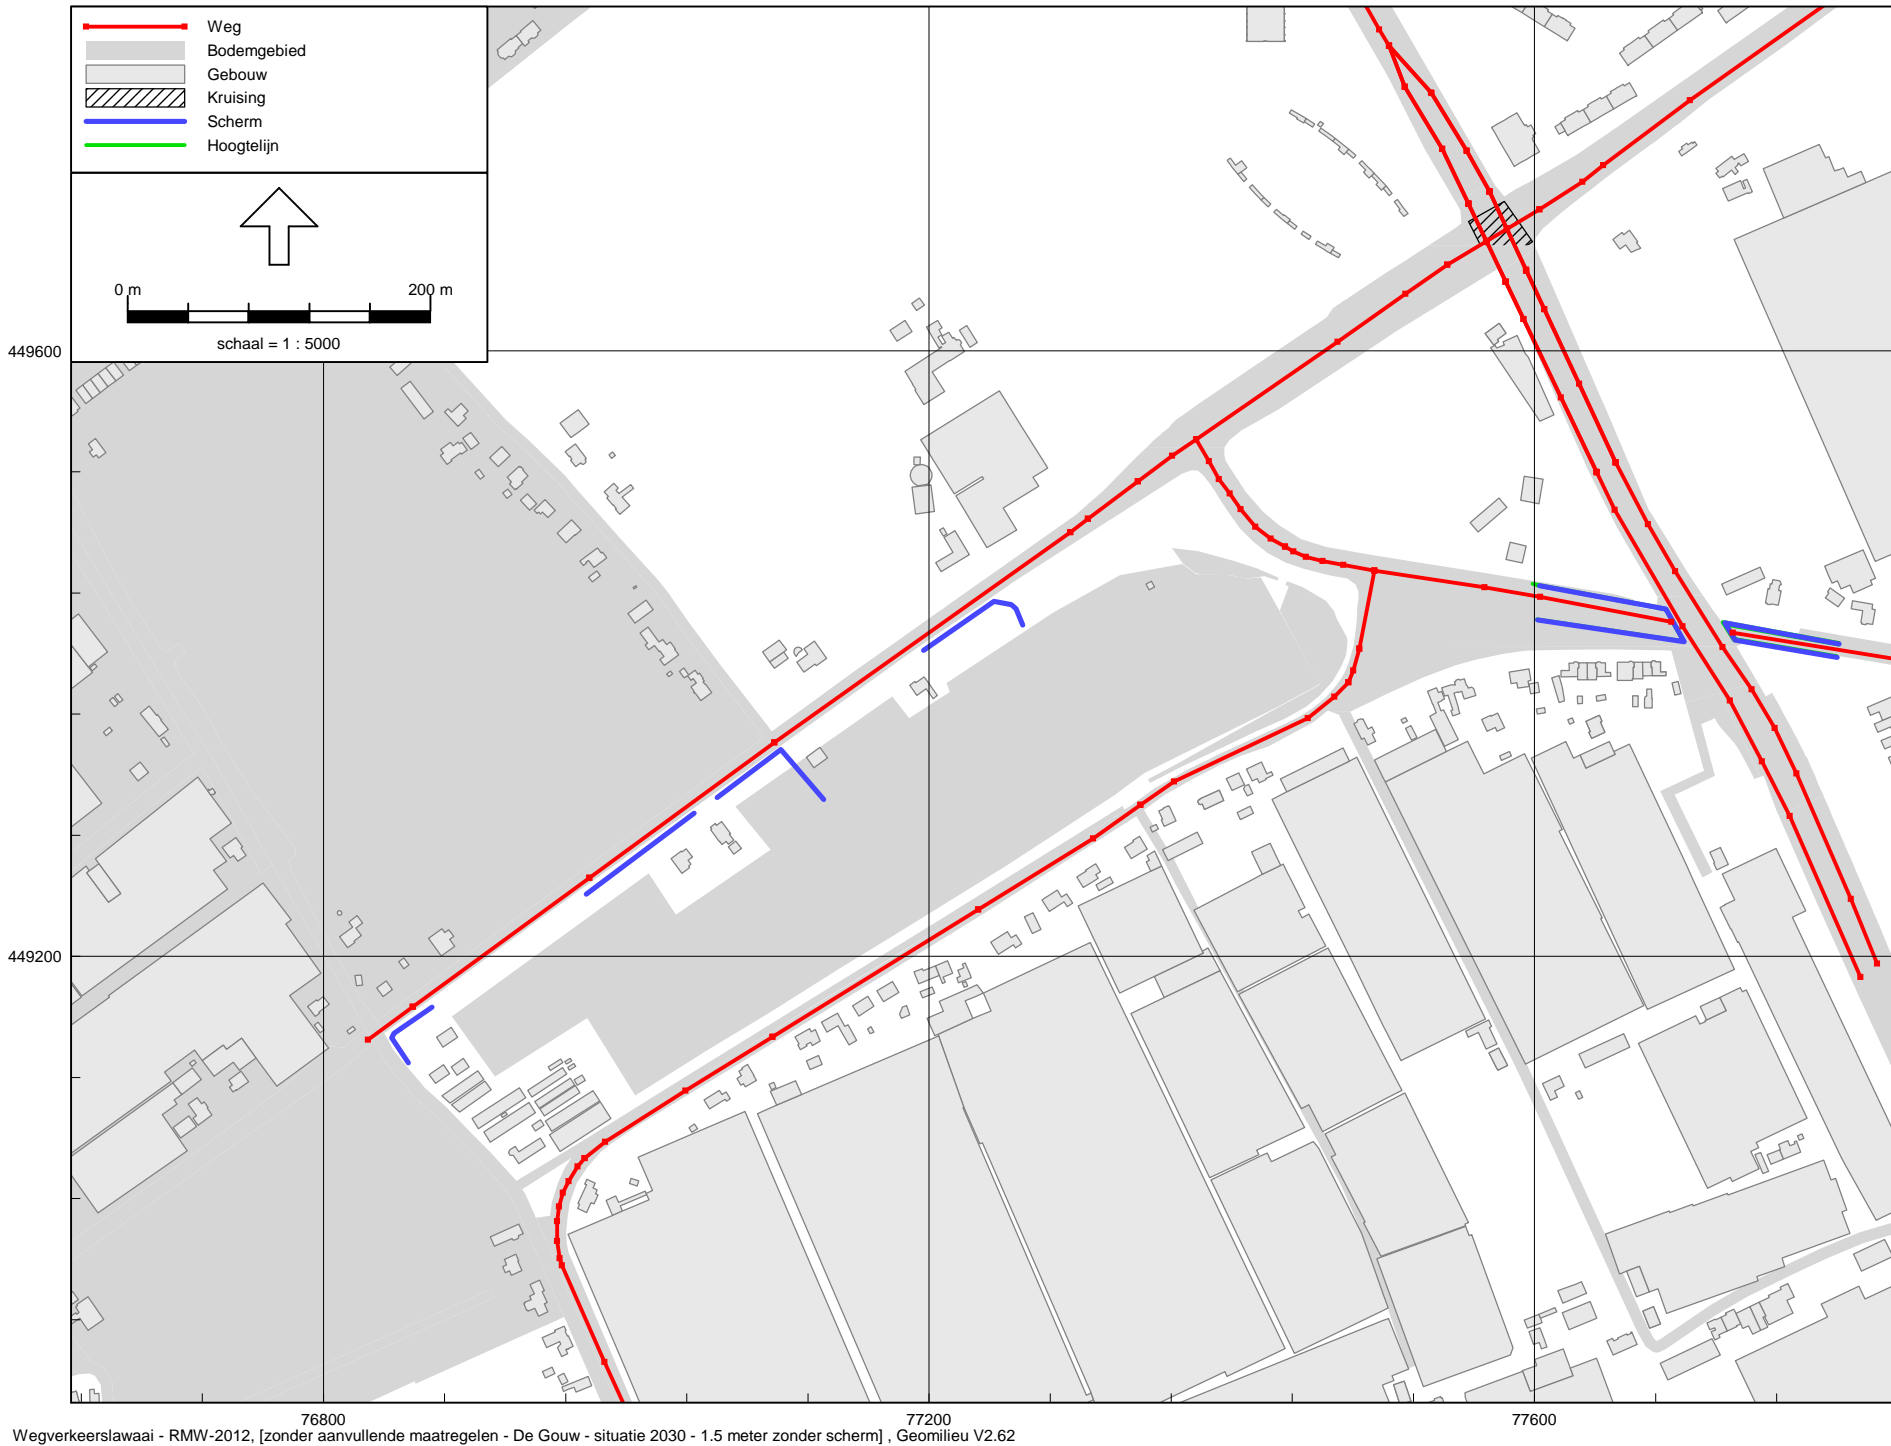 Weg
Bodemgebied
Gebouw
Kruising
Scherm
Hoogtelijn
0 m 200 m
schaal = 1 : 5000
449600
449200
76800 77200 77600
Wegverkeerslawaai - RMW-2012, [zonder aanvullende maatregelen - De Gouw - situatie 2030 - 1.5 meter zonder scherm] , Geomilieu V2.62